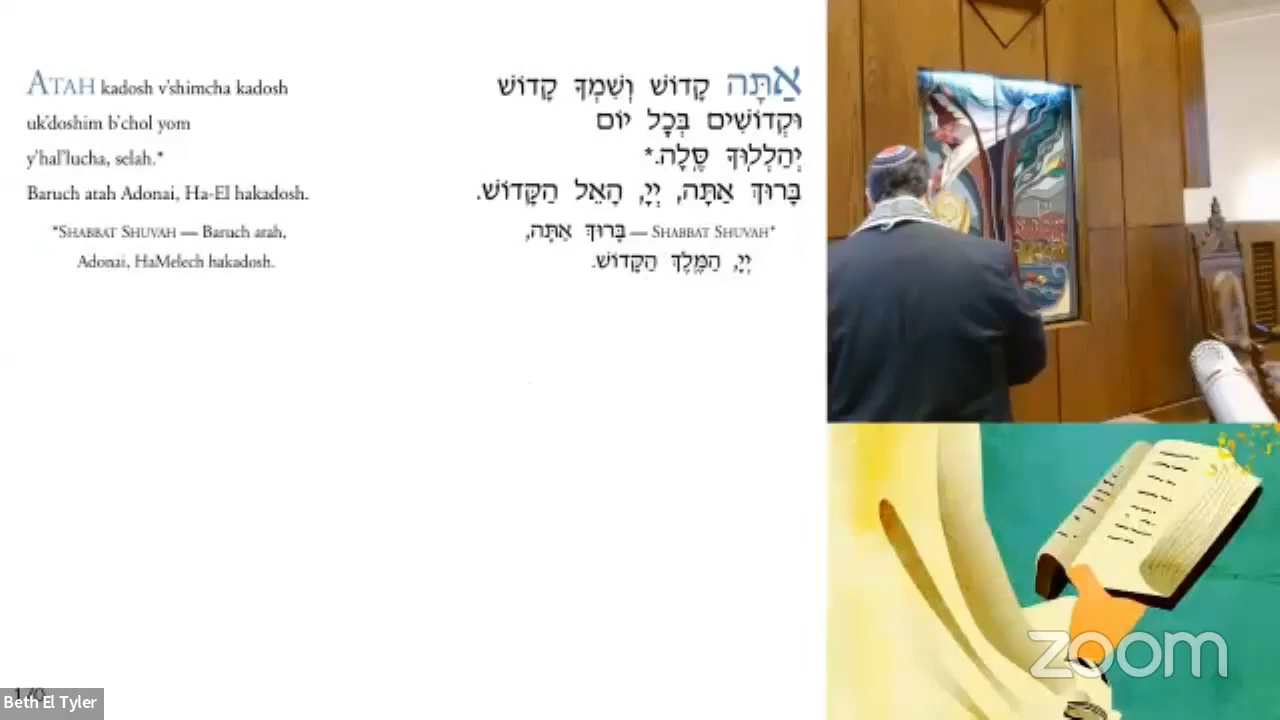 ATAH kadosh v'shimcha kadosh
uk'doshim b'chol yom
y'hal'lucha, selah.*
Baruch atah Adonai, Ha-El hakadosh.
*SHABBAT SHUVAH — Baruch atah,
Adonai, HaMelech hakadosh.
אַתָּה קָדוֹשׁ וְשִׁמְךָ קָדוֹשׁ
וּקְדוֹשִׁים בְּכׇל יוֹם
יְהַלְלְוּךָ סֶּֽלָה.*
בָּרוּךְ אַתָּה, יְיָ, הָאֵל הַקָּדוֹשׁ.
*SHABBAT SHUVAH — בָּרוּךְ אַתָּה,
יְיָ, הַמֶּֽלֶךְ הַקָּדוֹשׁ.
Beth El Tyler
zoom